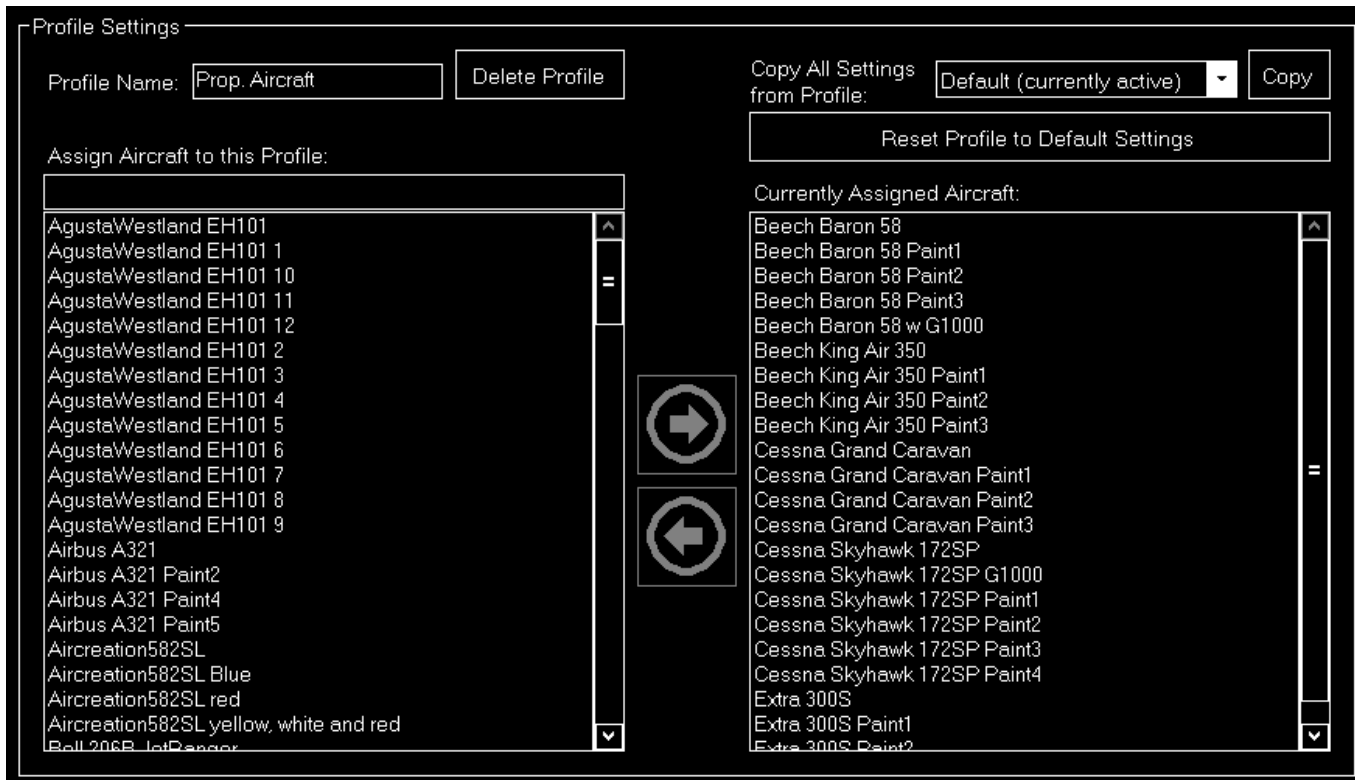 Profile Settings
Profile Name: Prop. Aircraft
Delete Profile
Copy All Settings
from Profile:
Default (currently active)
Copy
Reset Profile to Default Settings
Assign Aircraft to this Profile:
AgustaWestland EH101
AgustaWestland EH101 1
AgustaWestland EH101 10
AgustaWestland EH101 11
AgustaWestland EH101 12
AgustaWestland EH101 2
AgustaWestland EH101 3
AgustaWestland EH101 4
AgustaWestland EH101 5
AgustaWestland EH101 6
AgustaWestland EH101 7
AgustaWestland EH101 8
AgustaWestland EH101 9
Airbus A321
Airbus A321 Paint2
Airbus A321 Paint4
Airbus A321 Paint5
Aircreation582SL
Aircreation582SL Blue
Aircreation582SL red
Aircreation582SL yellow, white and red
Bell 206B JetRanger
Currently Assigned Aircraft:
Beech Baron 58
Beech Baron 58 Paint1
Beech Baron 58 Paint2
Beech Baron 58 Paint3
Beech Baron 58 w G1000
Beech King Air 350
Beech King Air 350 Paint1
Beech King Air 350 Paint2
Beech King Air 350 Paint3
Cessna Grand Caravan
Cessna Grand Caravan Paint1
Cessna Grand Caravan Paint2
Cessna Grand Caravan Paint3
Cessna Skyhawk 172SP
Cessna Skyhawk 172SP G1000
Cessna Skyhawk 172SP Paint1
Cessna Skyhawk 172SP Paint2
Cessna Skyhawk 172SP Paint3
Cessna Skyhawk 172SP Paint4
Extra 300S
Extra 300S Paint1
Extra 300S Paint2